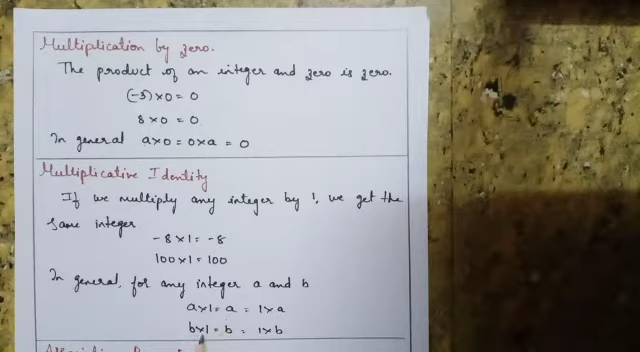 Multiplication by zero.
The product of an integer and zero is zero.
(-3) × 0 = 0
8 × 0 = 0
In general a×0 = 0×a = 0
Multiplicative Identity
If we multiply any integer by 1, we get the
same integer
-8 × 1 = -8
100 × 1 = 100
In general, for any integer a and b
a×1 = a = 1×a
b×1 = b = 1×b